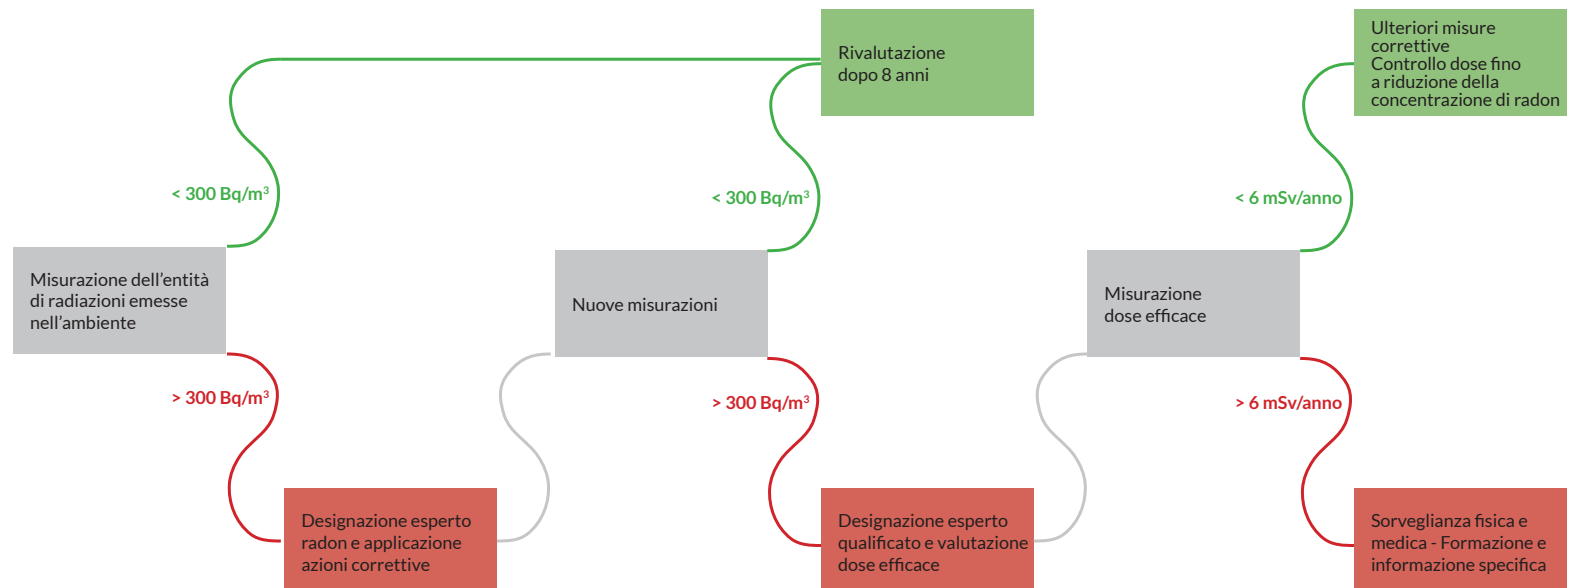 Rivalutazione
dopo 8 anni
Ulteriori misure
correttive
Controllo dose fino
a riduzione della
concentrazione di radon
< 300 Bq/m³
< 300 Bq/m³
< 6 mSv/anno
Misurazione dell’entità
di radiazioni emesse
nell’ambiente
Nuove misurazioni
Misurazione
dose efficace
> 300 Bq/m³
> 300 Bq/m³
> 6 mSv/anno
Designazione esperto
radon e applicazione
azioni correttive
Designazione esperto
qualificato e valutazione
dose efficace
Sorveglianza fisica e
medica - Formazione e
informazione specifica